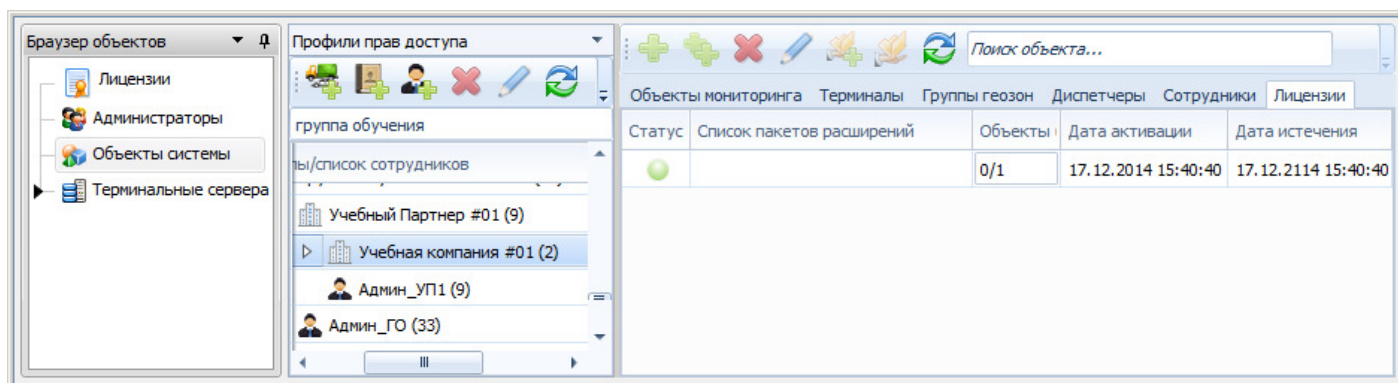 Браузер объектов
Лицензии
Администраторы
Объекты системы
Терминальные сервера
Профили прав доступа
группа обучения
ы/список сотрудников
Учебный Партнер #01 (9)
Учебная компания #01 (2)
Админ_УП1 (9)
Админ_ГО (33)
Поиск объекта...
Объекты мониторинга Терминалы Группы геозон Диспетчеры Сотрудники Лицензии
Статус Список пакетов расширений Объекты Дата активации Дата истечения
0/1 17.12.2014 15:40:40 17.12.2114 15:40:40